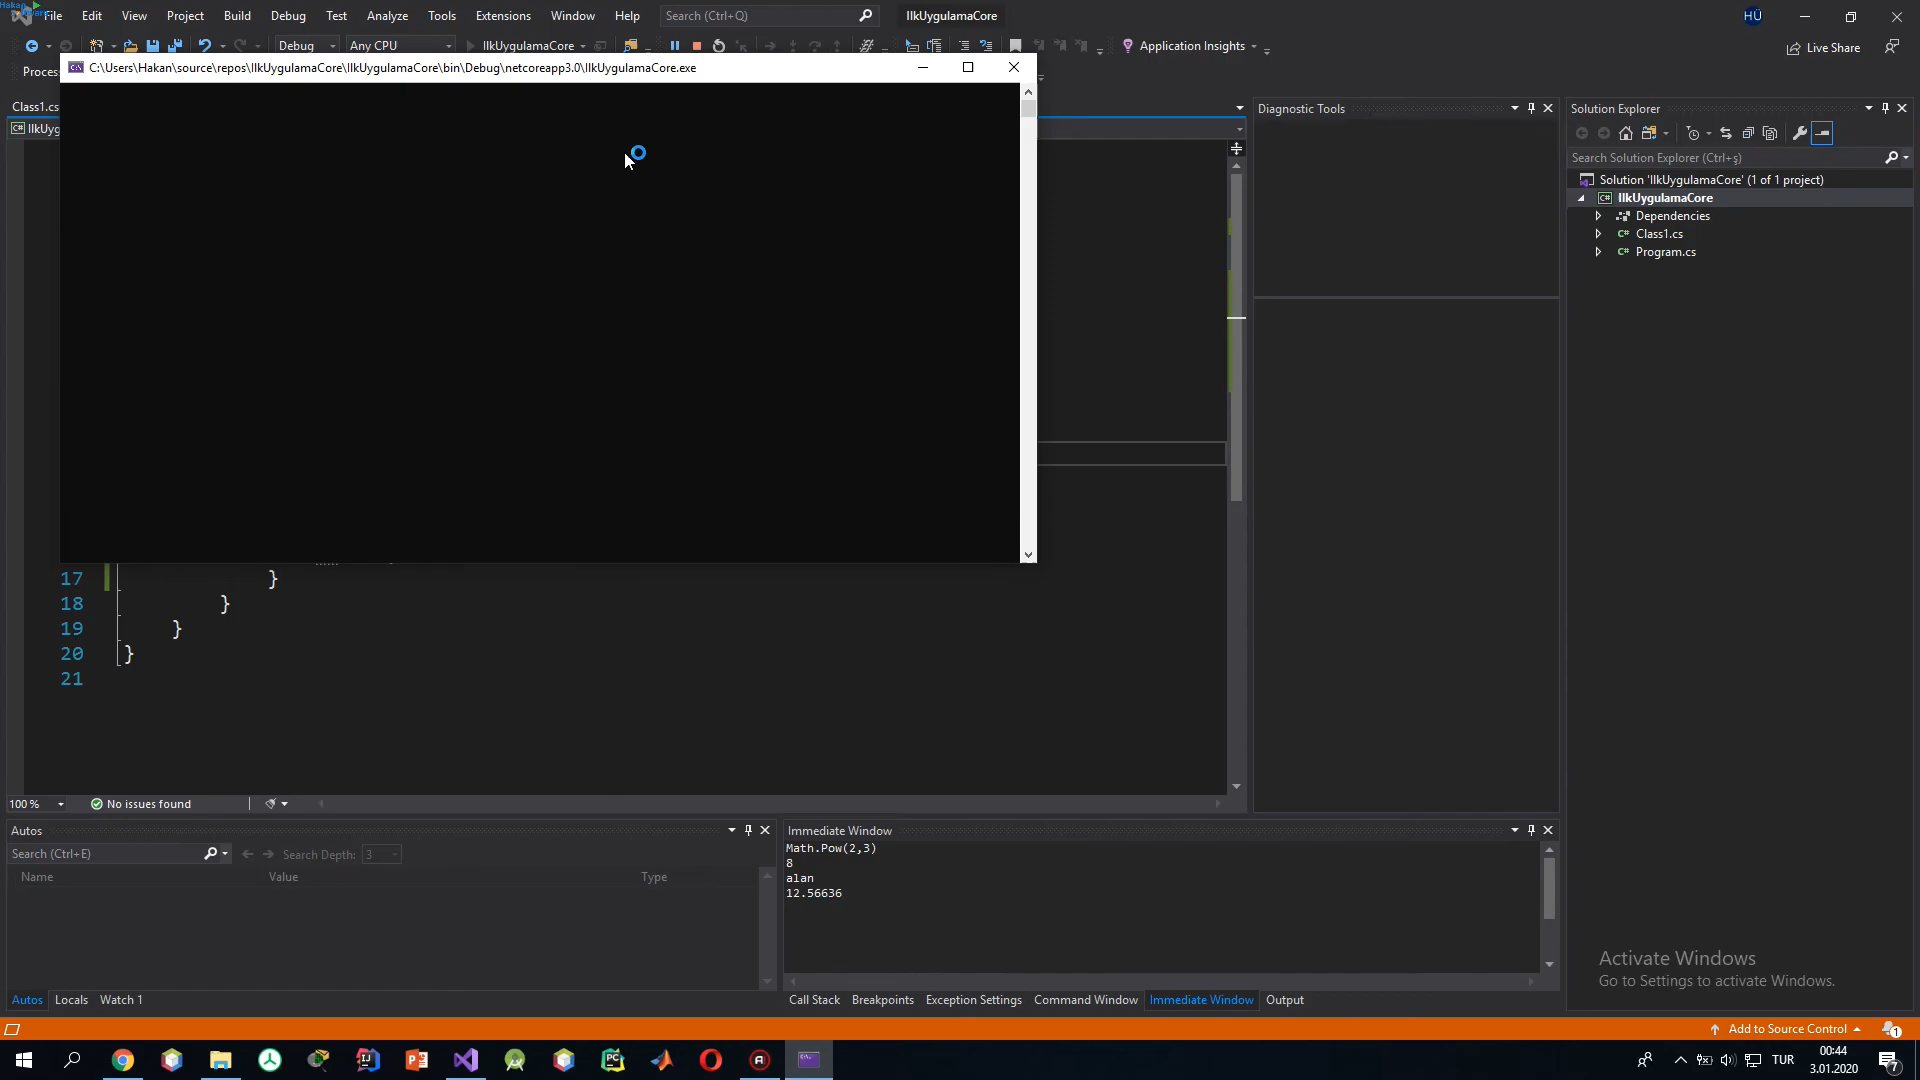 File Edit View Project Build Debug Test Analyze Tools Extensions Window Help Search (Ctrl+Q) IlkUygulamaCore HÜ
Debug Any CPU IlkUygulamaCore Application Insights Live Share
Process
C:\Users\Hakan\source\repos\IlkUygulamaCore\IlkUygulamaCore\bin\Debug\netcoreapp3.0\IlkUygulamaCore.exe
Class1.cs
IlkUyg
17 }
18 }
19 }
20 }
21
100 % No issues found
Diagnostic Tools
Solution Explorer
Search Solution Explorer (Ctrl+ş)
Solution 'IlkUygulamaCore' (1 of 1 project)
IlkUygulamaCore
Dependencies
C# Class1.cs
C# Program.cs
Autos
Search (Ctrl+E) Search Depth: 3
Name Value Type
Autos Locals Watch 1
Immediate Window
Math.Pow(2,3)
8
alan
12.56636
Call Stack Breakpoints Exception Settings Command Window Immediate Window Output
Activate Windows
Go to Settings to activate Windows.
Add to Source Control 1
TUR
00:44
3.01.2020
7